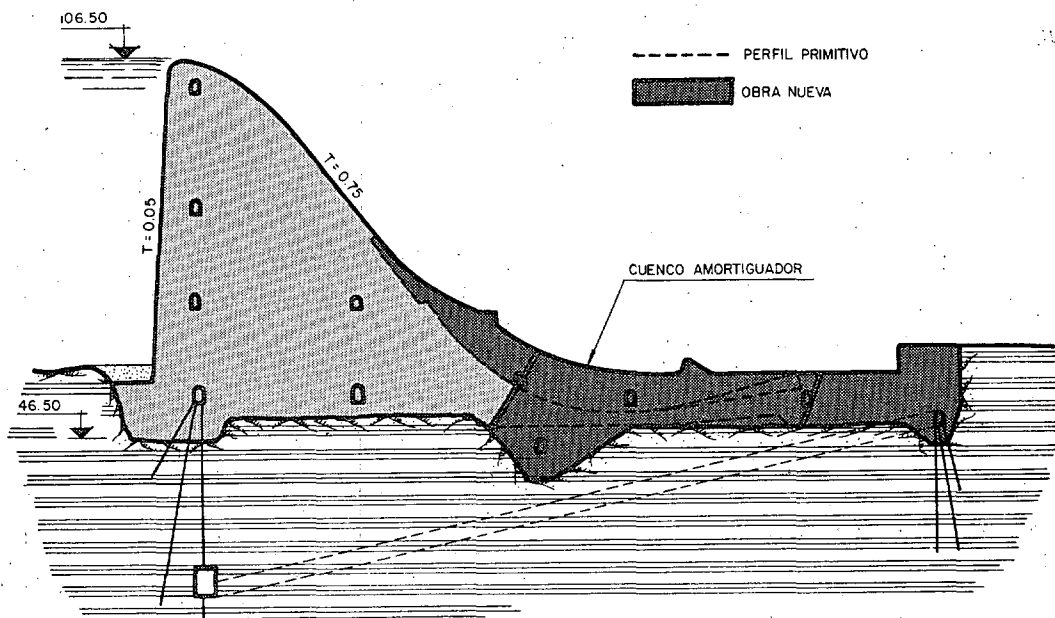 106.50
PERFIL PRIMITIVO
OBRA NUEVA
T=0.75
T=0.05
CUENCO AMORTIGUADOR
46.50